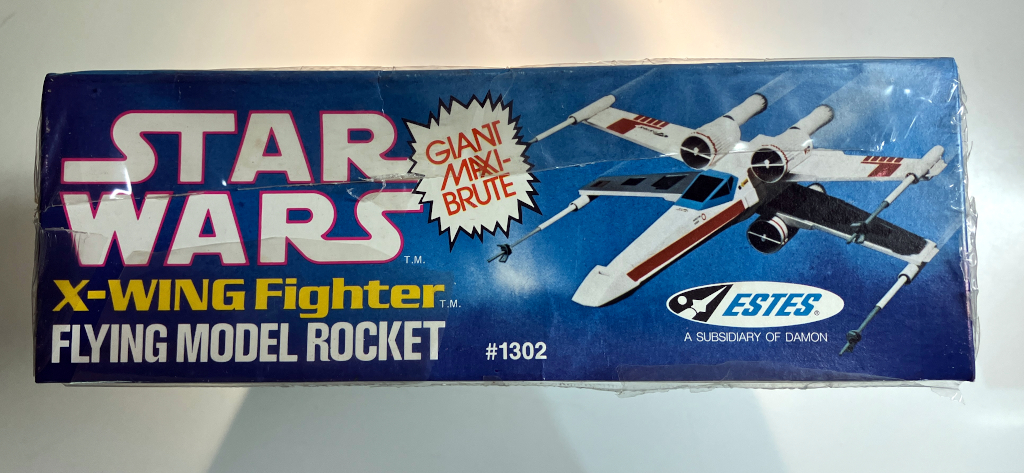 STAR
WARS T.M.
GIANT
MAXI-
BRUTE
X-WING Fighter T.M.
FLYING MODEL ROCKET
#1302
ESTES®
A SUBSIDIARY OF DAMON